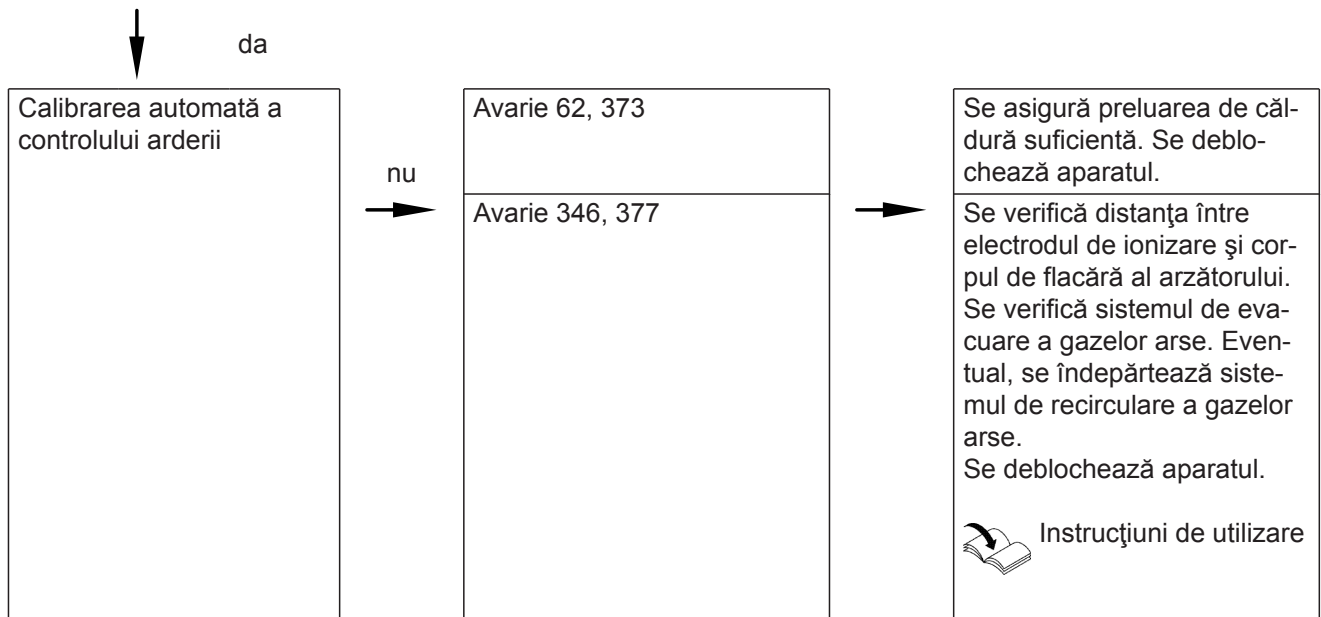 da
Calibrarea automată a
controlului arderii
nu
Avarie 62, 373
Se asigură preluarea de căl-
dură suficientă. Se deblo-
chează aparatul.
Avarie 346, 377
Se verifică distanţa între
electrodul de ionizare şi cor-
pul de flacără al arzătorului.
Se verifică sistemul de eva-
cuare a gazelor arse. Even-
tual, se îndepărtează siste-
mul de recirculare a gazelor
arse.
Se deblochează aparatul.
Instrucţiuni de utilizare